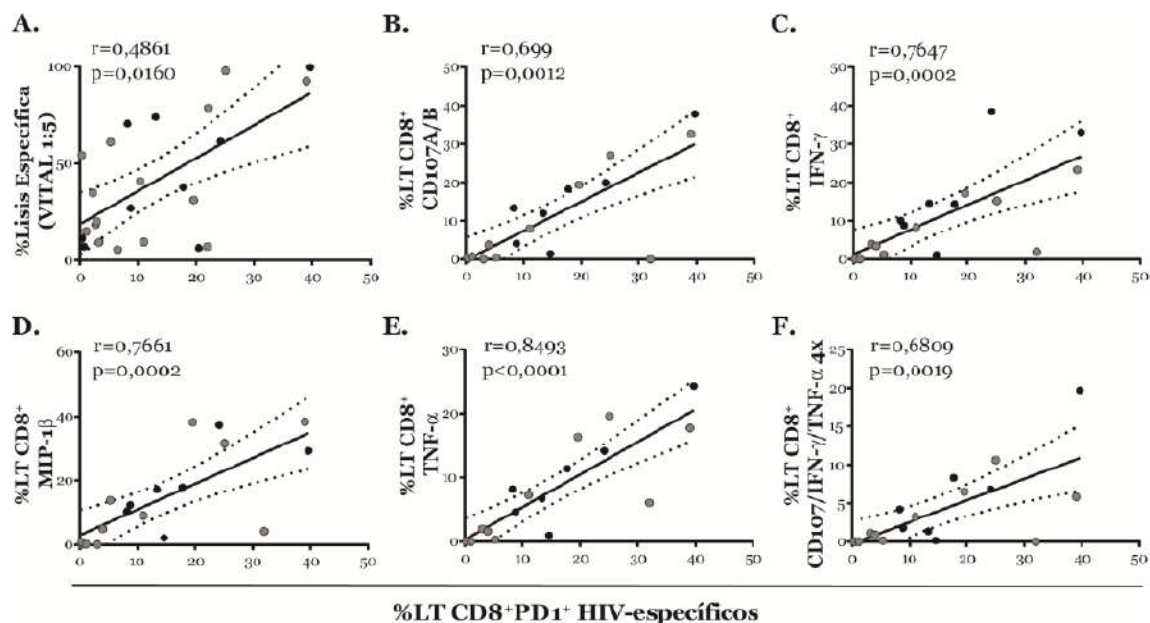 A.
r=0,4861
p=0,0160
%Lisis Específica
(VITAL 1:5)
100
50
0
0 10 20 30 40 50
B.
r=0,699
p=0,0012
%LT CD8+
CD107A/B
50
40
30
20
10
0
0 10 20 30 40 50
C.
r=0,7647
p=0,0002
%LT CD8+
IFN-γ
50
40
30
20
10
0
0 10 20 30 40 50
D.
r=0,7661
p=0,0002
%LT CD8+
MIP-1β
60
40
20
0
0 10 20 30 40 50
E.
r=0,8493
p<0,0001
%LT CD8+
TNF-α
30
20
10
0
0 10 20 30 40 50
F.
r=0,6809
p=0,0019
%LT CD8+
CD107/IFN-γ/TNF-α 4x
25
20
15
10
5
0
0 10 20 30 40 50
%LT CD8+PD1+ HIV-específicos